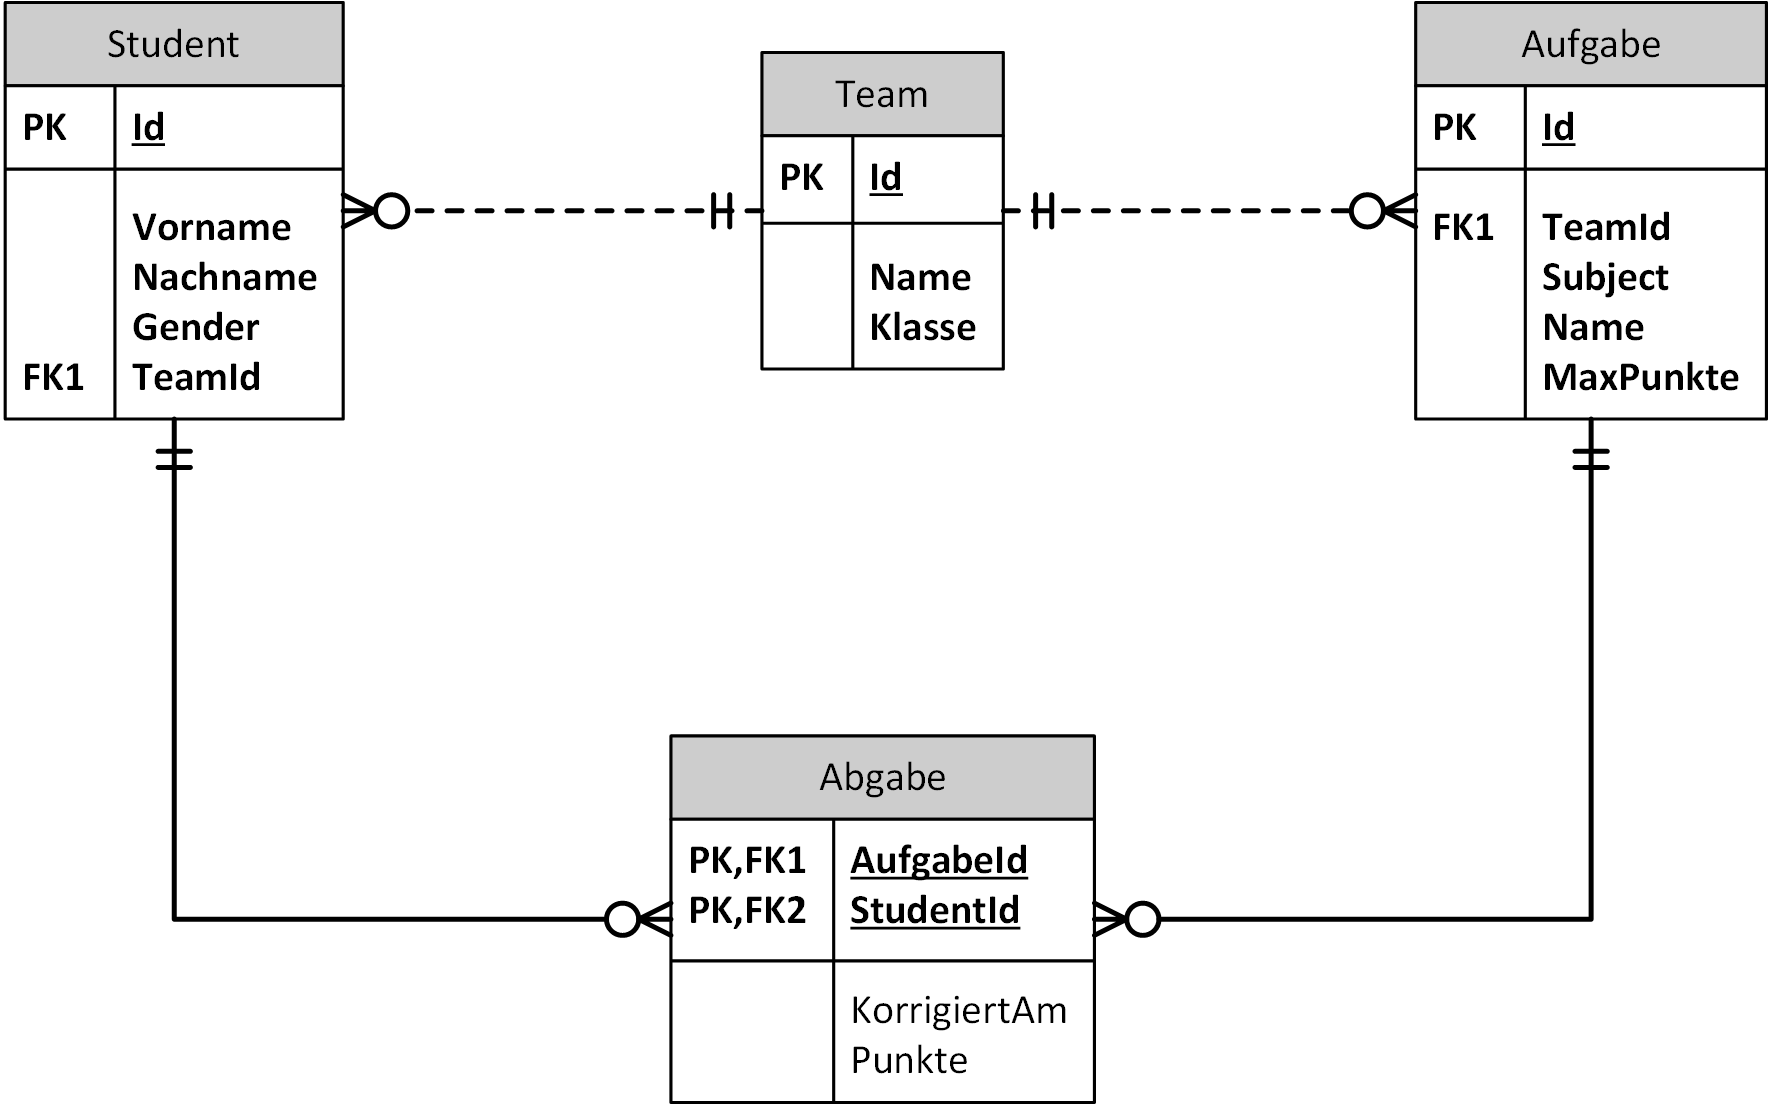 Student
PK Id
Vorname
Nachname
Gender
FK1 TeamId
Team
PK Id
Name
Klasse
Aufgabe
PK Id
FK1 TeamId
Subject
Name
MaxPunkte
Abgabe
PK,FK1 AufgabeId
PK,FK2 StudentId
KorrigiertAm
Punkte